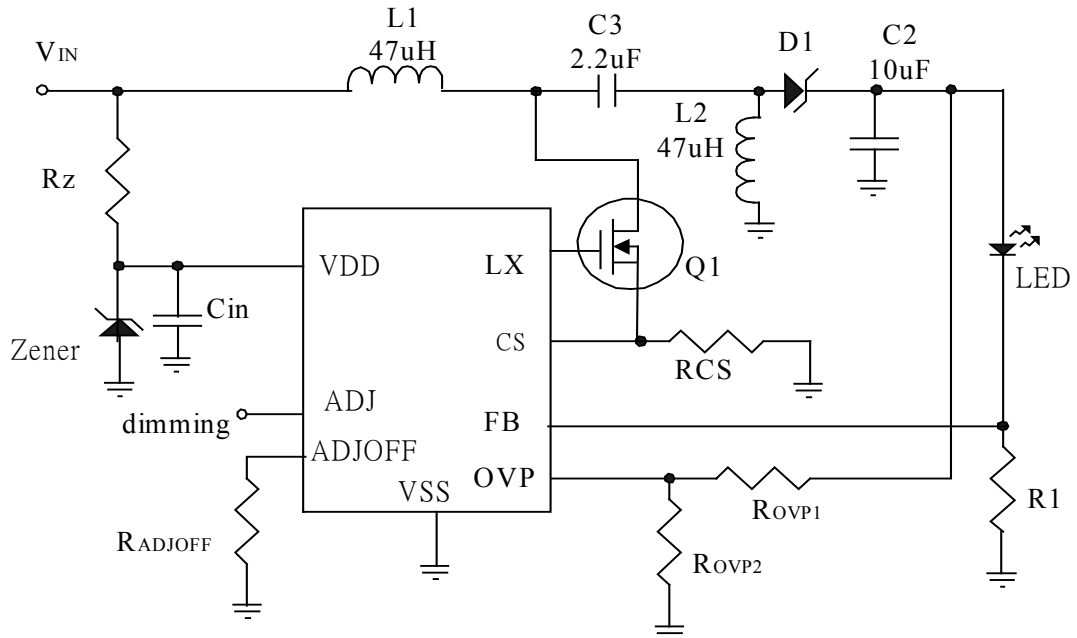 L1
47uH
C3
2.2uF
D1
C2
10uF
VIN
L2
47uH
Rz
VDD
LX
Q1
LED
Cin
Zener
CS
RCS
dimming
ADJ
FB
ADJOFF
OVP
VSS
ROVP1
R1
RADJOFF
ROVP2